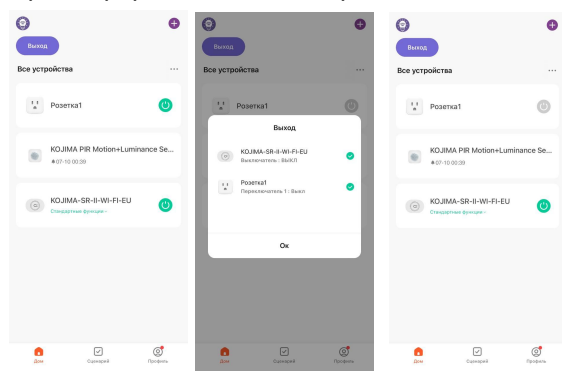 Выход
Все устройства
Розетка1
KOJIMA PIR Motion+Luminance Se...
07-10 00:39
KOJIMA-SR-II-WI-FI-EU
Стандартные функции
Дом
Сценарий
Профиль
Выход
Все устройства
Розетка1
Выход
KOJIMA-SR-II-WI-FI-EU
Выключатель : ВЫКЛ
Розетка1
Переключатель 1 : Выкл
Ок
Дом
Сценарий
Профиль
Выход
Все устройства
Розетка1
KOJIMA PIR Motion+Luminance Se...
07-10 00:39
KOJIMA-SR-II-WI-FI-EU
Стандартные функции
Дом
Сценарий
Профиль